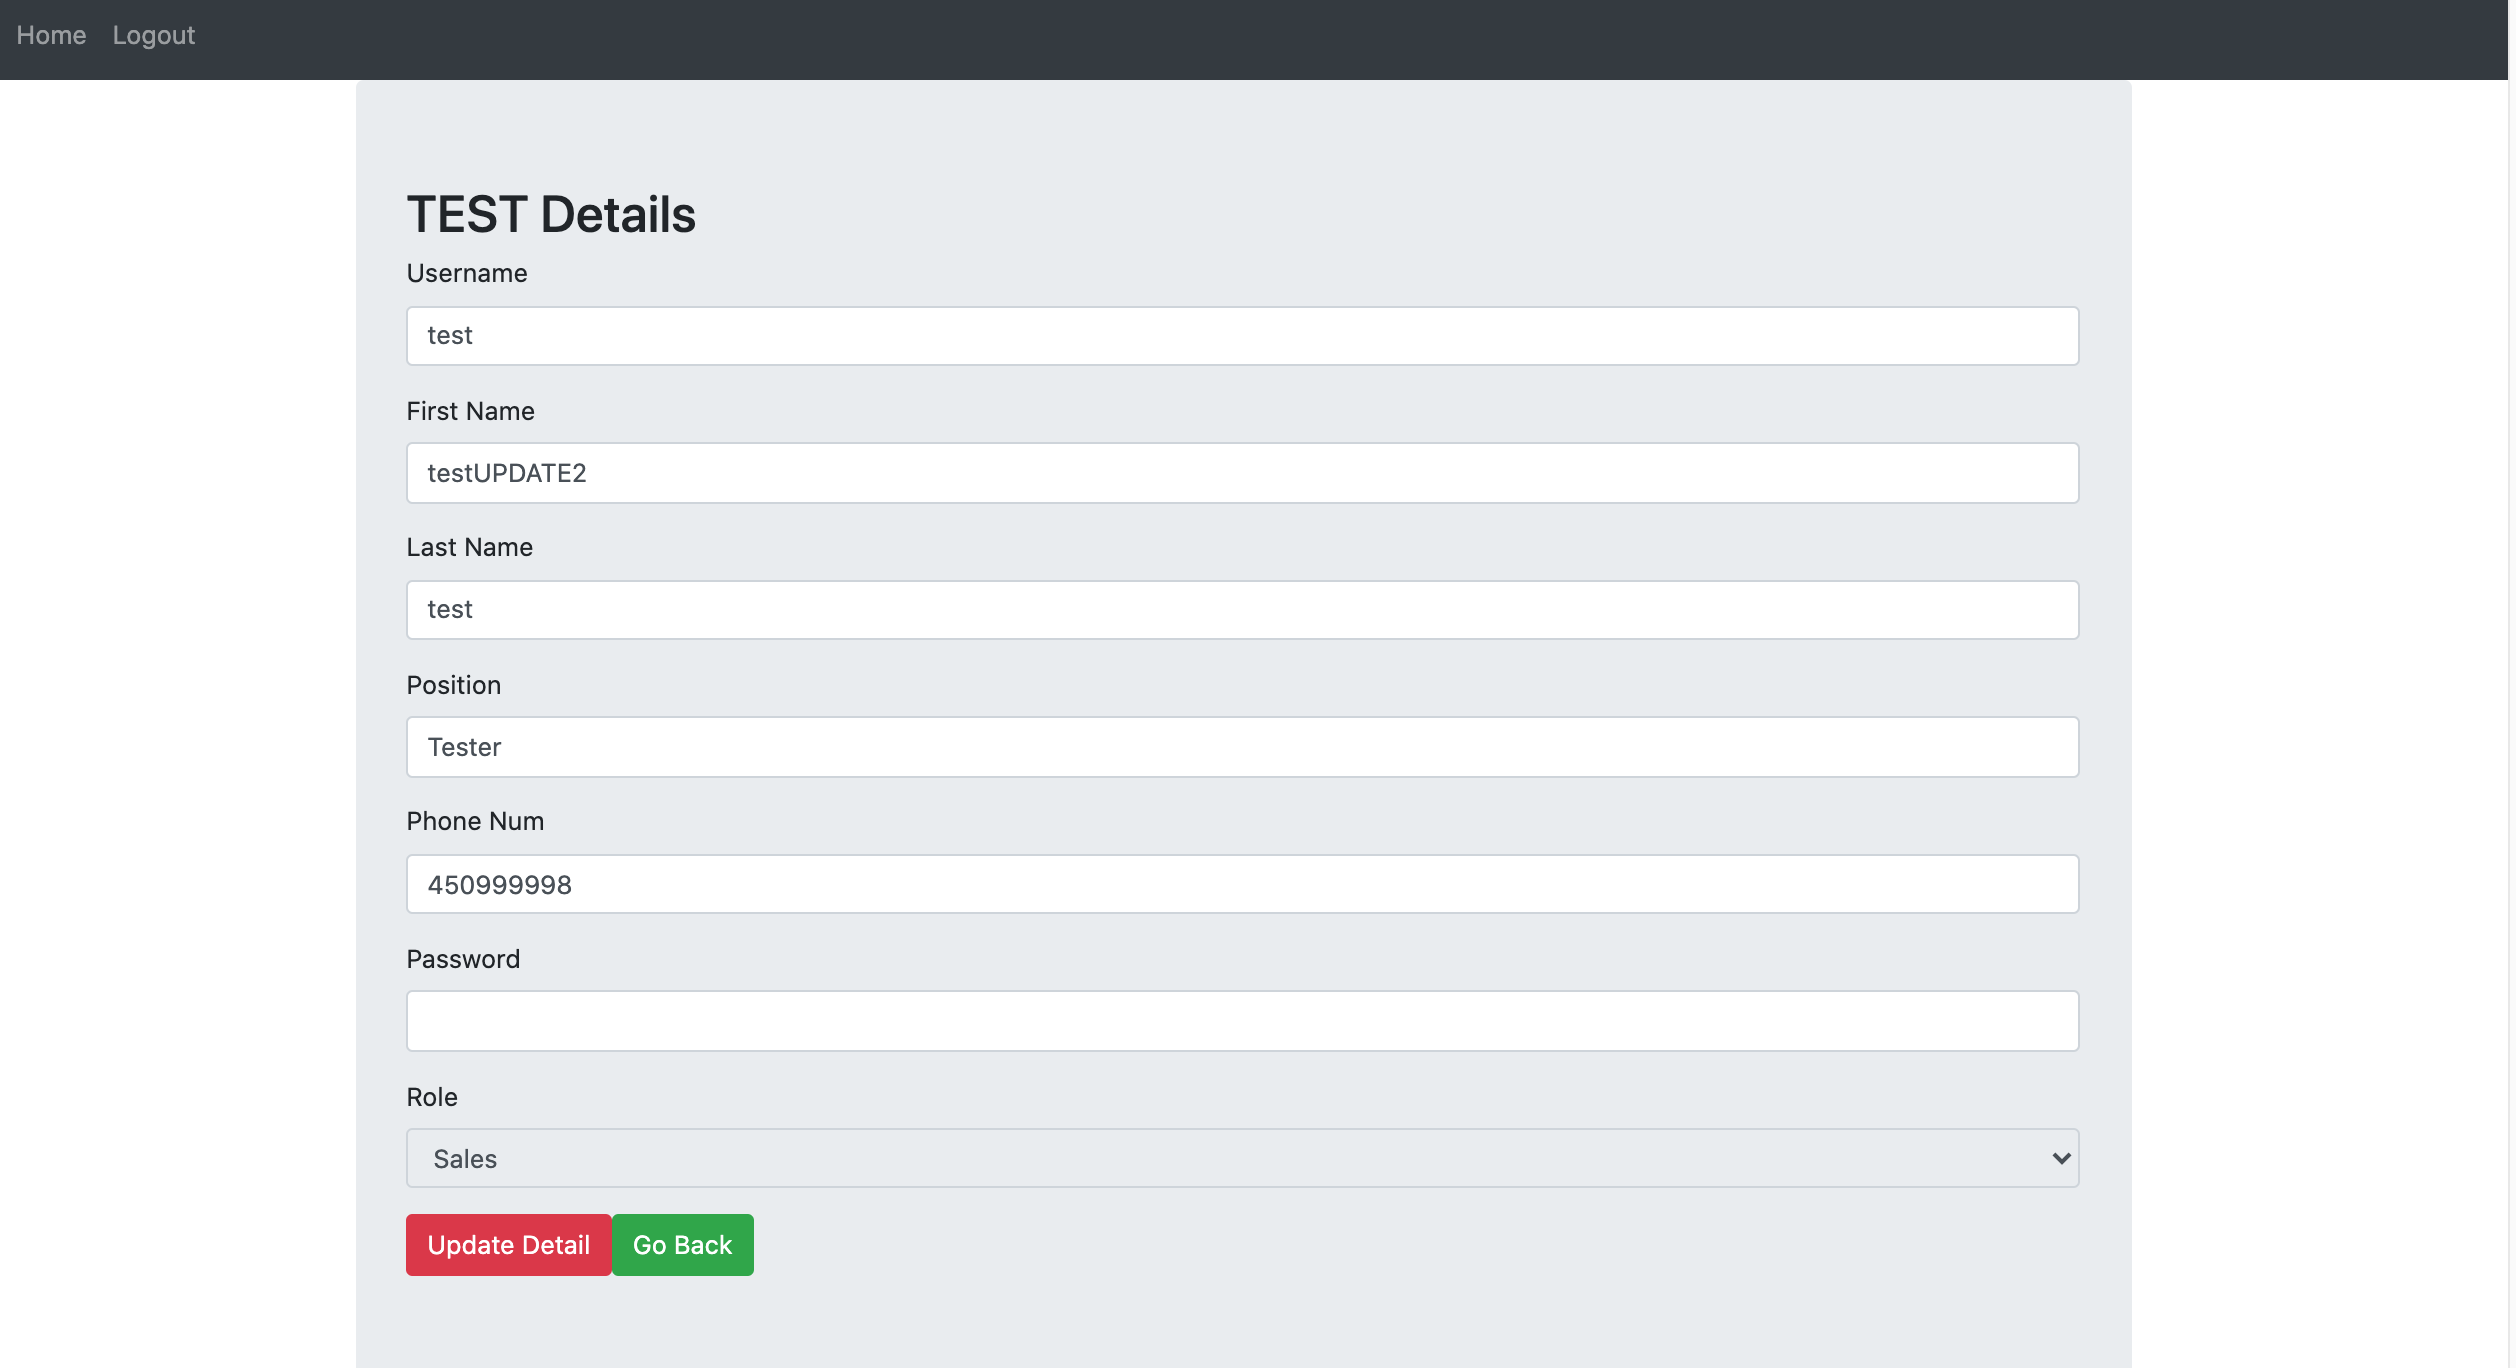 Home Logout
TEST Details
Username
test
First Name
testUPDATE2
Last Name
test
Position
Tester
Phone Num
450999998
Password
Role
Sales
Update Detail Go Back